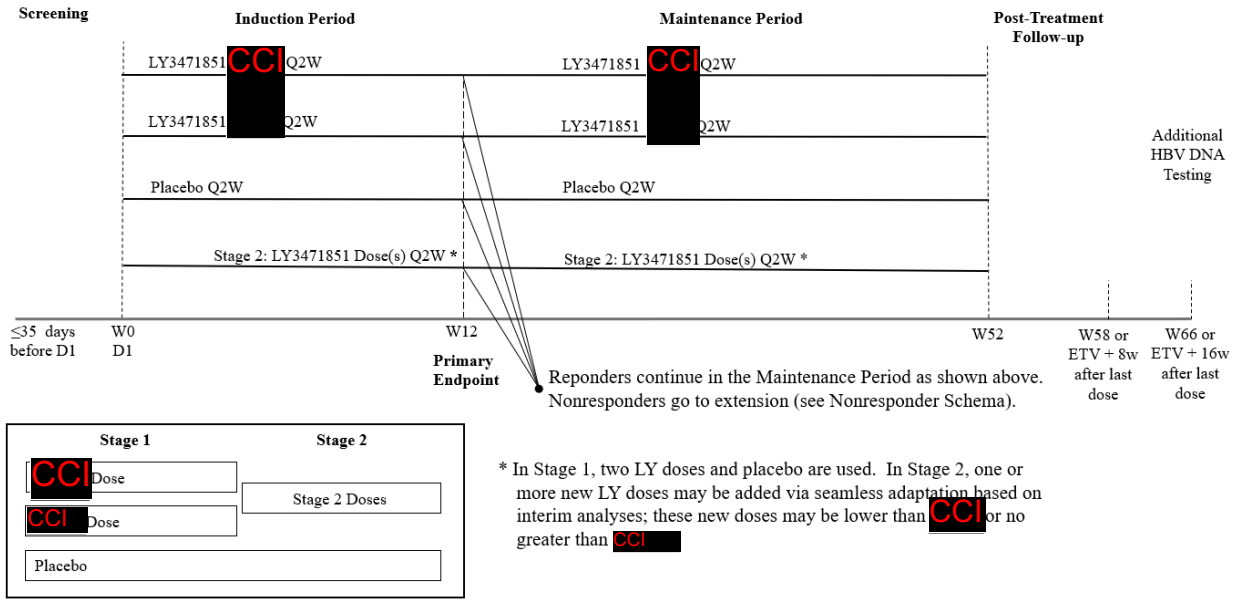 Screening
Induction Period
Maintenance Period
Post-Treatment
Follow-up
LY3471851 CCI Q2W
LY3471851 CCI Q2W
LY3471851 Q2W
LY3471851 Q2W
Additional
HBV DNA
Testing
Placebo Q2W
Placebo Q2W
Stage 2: LY3471851 Dose(s) Q2W *
Stage 2: LY3471851 Dose(s) Q2W *
≤35 days
before D1
W0
D1
W12
Primary
Endpoint
W52
W58 or
ETV + 8w
after last
dose
W66 or
ETV + 16w
after last
dose
Reponders continue in the Maintenance Period as shown above.
Nonresponders go to extension (see Nonresponder Schema).
Stage 1
Stage 2
CCI Dose
CCI Dose
Stage 2 Doses
Placebo
* In Stage 1, two LY doses and placebo are used. In Stage 2, one or
more new LY doses may be added via seamless adaptation based on
interim analyses; these new doses may be lower than CCI or no
greater than CCI